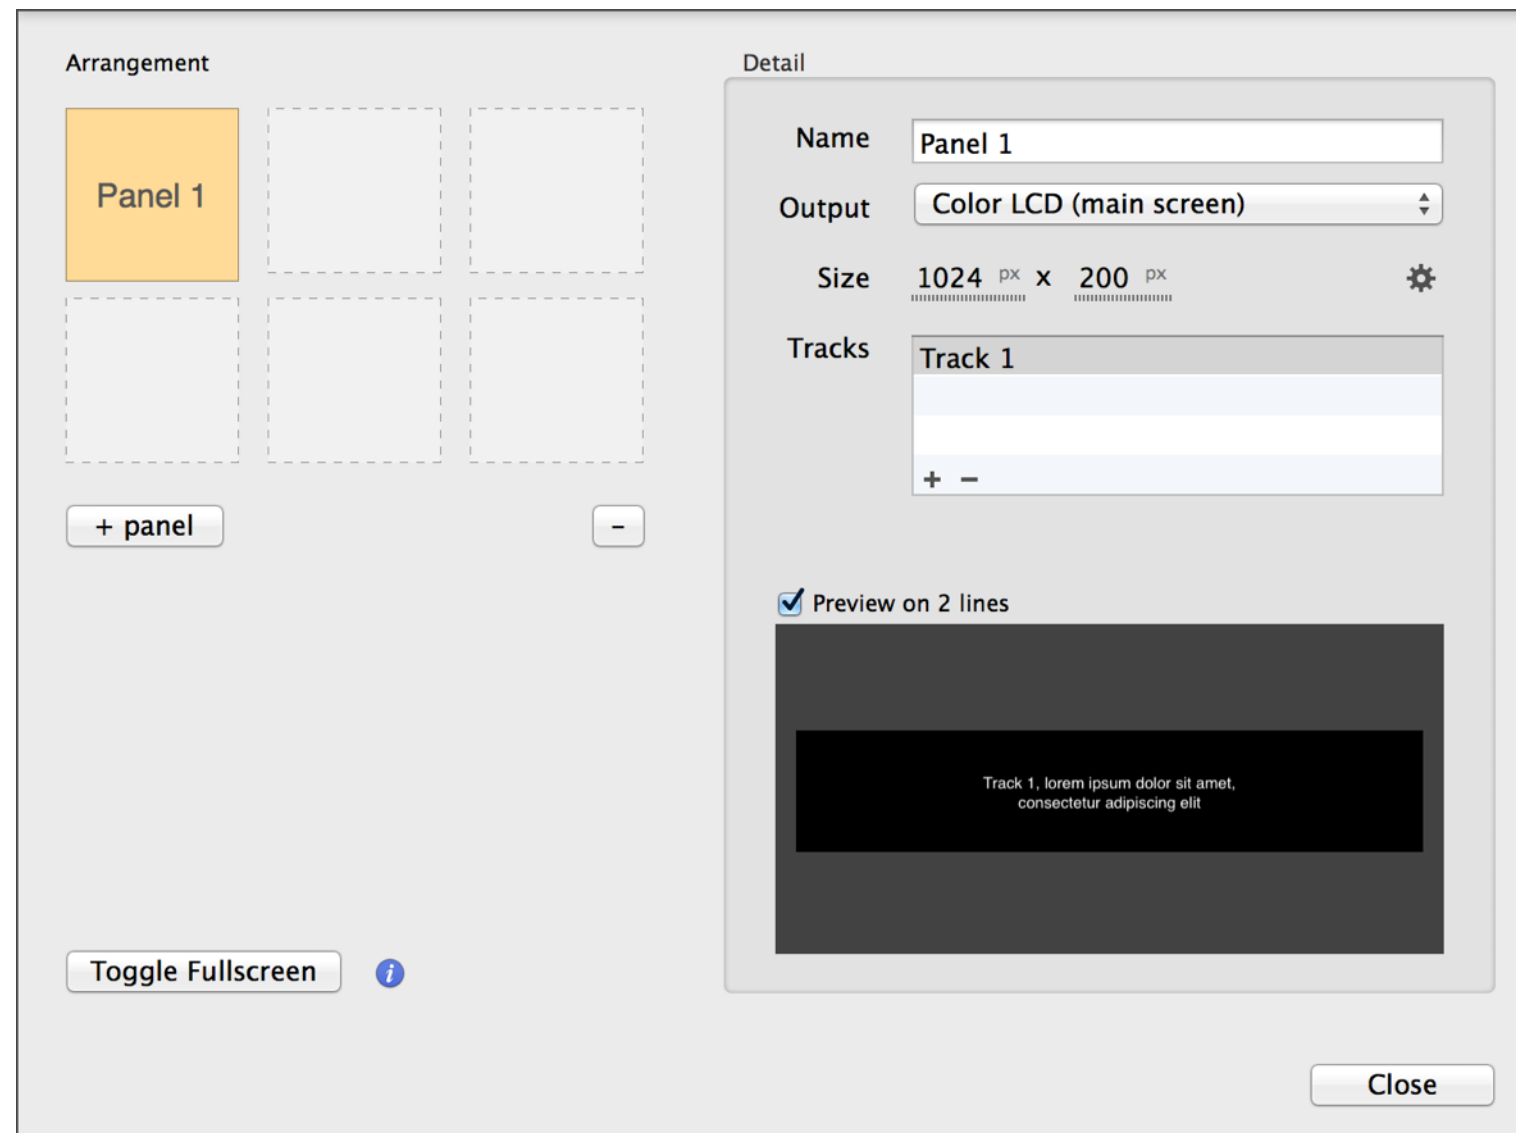 Arrangement
Panel 1
+ panel
-
Toggle Fullscreen
i
Detail
Name Panel 1
Output Color LCD (main screen)
Size 1024 px x 200 px
Tracks Track 1
+ -
Preview on 2 lines
Track 1, lorem ipsum dolor sit amet,
consectetur adipiscing elit
Close